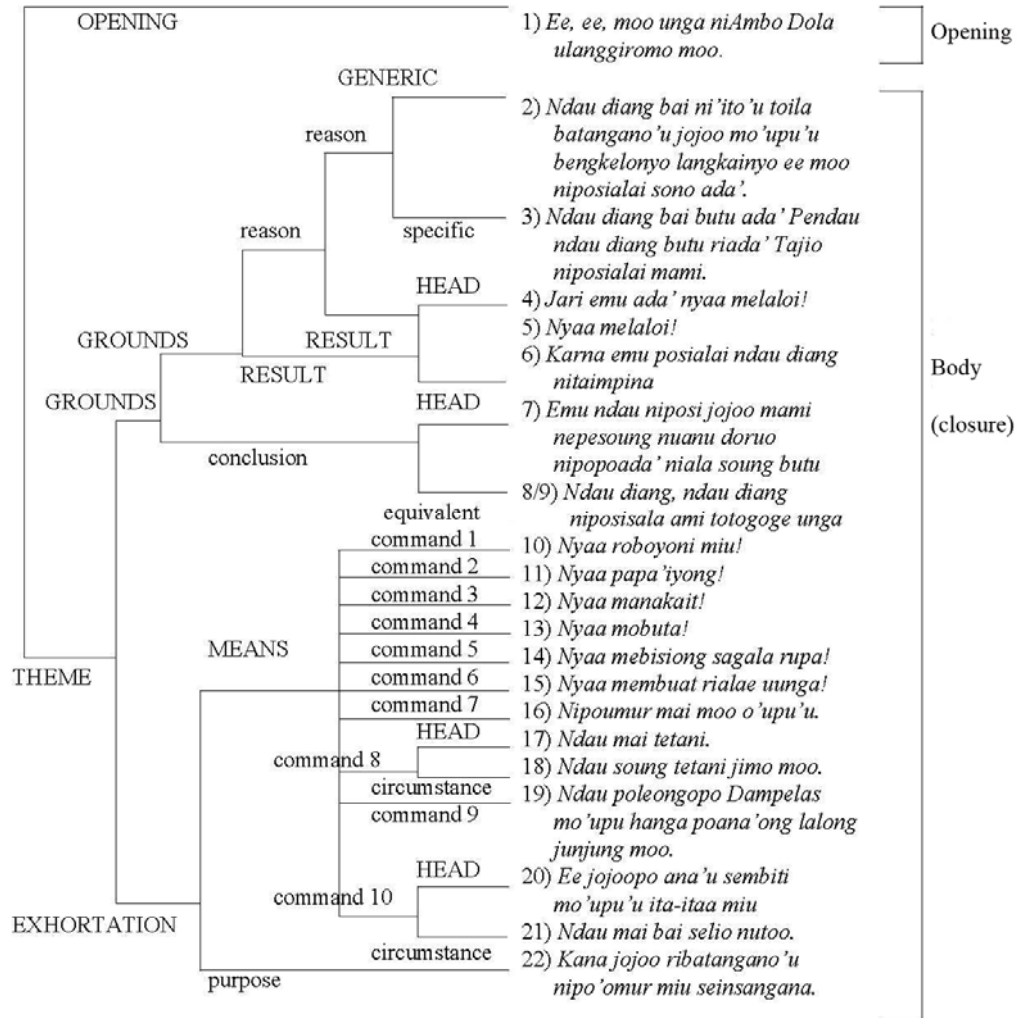 OPENING
1) Ee, ee, moo unga niAmbo Dola
ulanggiromo moo.
Opening
GENERIC
2) Ndau diang bai ni’ito’u toila
batangano’u jojoo mo’upu’u
bengkelonyo langkainyo ee moo
niposialai sono ada’.
reason
reason
specific
3) Ndau diang bai butu ada’ Pendau
ndau diang butu riada’ Tajio
niposialai mami.
HEAD
4) Jari emu ada’ nyaa melaloi!
5) Nyaa melaloi!
GROUNDS
RESULT
RESULT
6) Karna emu posialai ndau diang
nitaimpina
Body
(closure)
GROUNDS
HEAD
7) Emu ndau niposi jojoo mami
nepesoung nuanu doruo
nipopoada’ niala soung butu
conclusion
8/9) Ndau diang, ndau diang
niposisala ami totogoge unga
equivalent
command 1
10) Nyaa roboyoni miu!
command 2
11) Nyaa papa’iyong!
command 3
12) Nyaa manakait!
command 4
13) Nyaa mobuta!
MEANS
command 5
14) Nyaa mebisiong sagala rupa!
THEME
command 6
15) Nyaa membuat rialae uunga!
command 7
16) Nipoumur mai moo o’upu’u.
HEAD
17) Ndau mai tetani.
command 8
18) Ndau soung tetani jimo moo.
circumstance
command 9
19) Ndau poleongopo Dampelas
mo’upu hanga poana’ong lalong
junjung moo.
HEAD
20) Ee jojoopo ana’u sembiti
mo’upu’u ita-itaa miu
command 10
EXHORTATION
21) Ndau mai bai selio nutoo.
circumstance
purpose
22) Kana jojoo ribatangano’u
nipo’omur miu seinsangana.